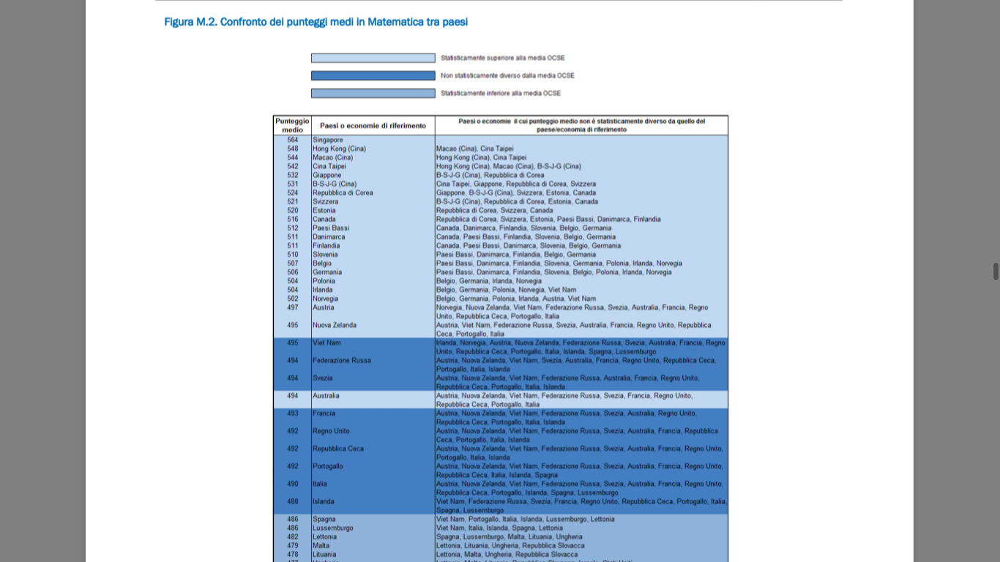 Figura M.2. Confronto dei punteggi medi in Matematica tra paesi
Statisticamente superiore alla media OCSE
Non statisticamente diverso dalla media OCSE
Statisticamente inferiore alla media OCSE
Punteggio medio Paesi o economie di riferimento Paesi o economie il cui punteggio medio non è statisticamente diverso da quello del
paese/economia di riferimento
564 Singapore
548 Hong Kong (Cina) Macao (Cina), Cina Taipei
544 Macao (Cina) Hong Kong (Cina), Cina Taipei
542 Cina Taipei Hong Kong (Cina), Macao (Cina), B-S-J-G (Cina)
532 Giappone B-S-J-G (Cina), Repubblica di Corea
531 B-S-J-G (Cina) Cina Taipei, Giappone, Repubblica di Corea, Svizzera
524 Repubblica di Corea Giappone, B-S-J-G (Cina), Svizzera, Estonia, Canada
521 Svizzera B-S-J-G (Cina), Repubblica di Corea, Estonia, Canada
520 Estonia Repubblica di Corea, Svizzera, Canada
516 Canada Repubblica di Corea, Svizzera, Estonia, Paesi Bassi, Danimarca, Finlandia
512 Paesi Bassi Canada, Danimarca, Finlandia, Slovenia, Belgio, Germania
511 Danimarca Canada, Paesi Bassi, Finlandia, Slovenia, Belgio, Germania
511 Finlandia Canada, Paesi Bassi, Danimarca, Slovenia, Belgio, Germania
510 Slovenia Paesi Bassi, Danimarca, Finlandia, Belgio, Germania
507 Belgio Paesi Bassi, Danimarca, Finlandia, Slovenia, Germania, Polonia, Irlanda, Norvegia
506 Germania Paesi Bassi, Danimarca, Finlandia, Slovenia, Belgio, Polonia, Irlanda, Norvegia
504 Polonia Belgio, Germania, Irlanda, Norvegia
504 Irlanda Belgio, Germania, Polonia, Norvegia, Viet Nam
502 Norvegia Belgio, Germania, Polonia, Irlanda, Austria, Viet Nam
497 Austria Norvegia, Nuova Zelanda, Viet Nam, Federazione Russa, Svezia, Australia, Francia, Regno
Unito, Repubblica Ceca, Portogallo, Italia
495 Nuova Zelanda Austria, Viet Nam, Federazione Russa, Svezia, Australia, Francia, Regno Unito, Repubblica
Ceca, Portogallo, Italia
495 Viet Nam Irlanda, Norvegia, Austria, Nuova Zelanda, Federazione Russa, Svezia, Australia, Francia, Regno
Unito, Repubblica Ceca, Portogallo, Italia, Islanda, Spagna, Lussemburgo
494 Federazione Russa Austria, Nuova Zelanda, Viet Nam, Svezia, Australia, Francia, Regno Unito, Repubblica Ceca,
Portogallo, Italia, Islanda
494 Svezia Austria, Nuova Zelanda, Viet Nam, Federazione Russa, Australia, Francia, Regno Unito,
Repubblica Ceca, Portogallo, Italia, Islanda
494 Australia Austria, Nuova Zelanda, Viet Nam, Federazione Russa, Svezia, Francia, Regno Unito,
Repubblica Ceca, Portogallo, Italia
493 Francia Austria, Nuova Zelanda, Viet Nam, Federazione Russa, Svezia, Australia, Regno Unito,
Repubblica Ceca, Portogallo, Italia, Islanda
492 Regno Unito Austria, Nuova Zelanda, Viet Nam, Federazione Russa, Svezia, Australia, Francia, Repubblica
Ceca, Portogallo, Italia, Islanda
492 Repubblica Ceca Austria, Nuova Zelanda, Viet Nam, Federazione Russa, Svezia, Australia, Francia, Regno Unito,
Portogallo, Italia, Islanda
492 Portogallo Austria, Nuova Zelanda, Viet Nam, Federazione Russa, Svezia, Australia, Francia, Regno Unito,
Repubblica Ceca, Italia, Islanda, Spagna
490 Italia Austria, Nuova Zelanda, Viet Nam, Federazione Russa, Svezia, Australia, Francia, Regno Unito,
Repubblica Ceca, Portogallo, Islanda, Spagna, Lussemburgo
488 Islanda Viet Nam, Federazione Russa, Svezia, Francia, Regno Unito, Repubblica Ceca, Portogallo, Italia,
Spagna, Lussemburgo
486 Spagna Viet Nam, Portogallo, Italia, Islanda, Lussemburgo, Lettonia
486 Lussemburgo Viet Nam, Italia, Islanda, Spagna, Lettonia
482 Lettonia Spagna, Lussemburgo, Malta, Lituania, Ungheria
479 Malta Lettonia, Lituania, Ungheria, Repubblica Slovacca
478 Lituania Lettonia, Malta, Ungheria, Repubblica Slovacca